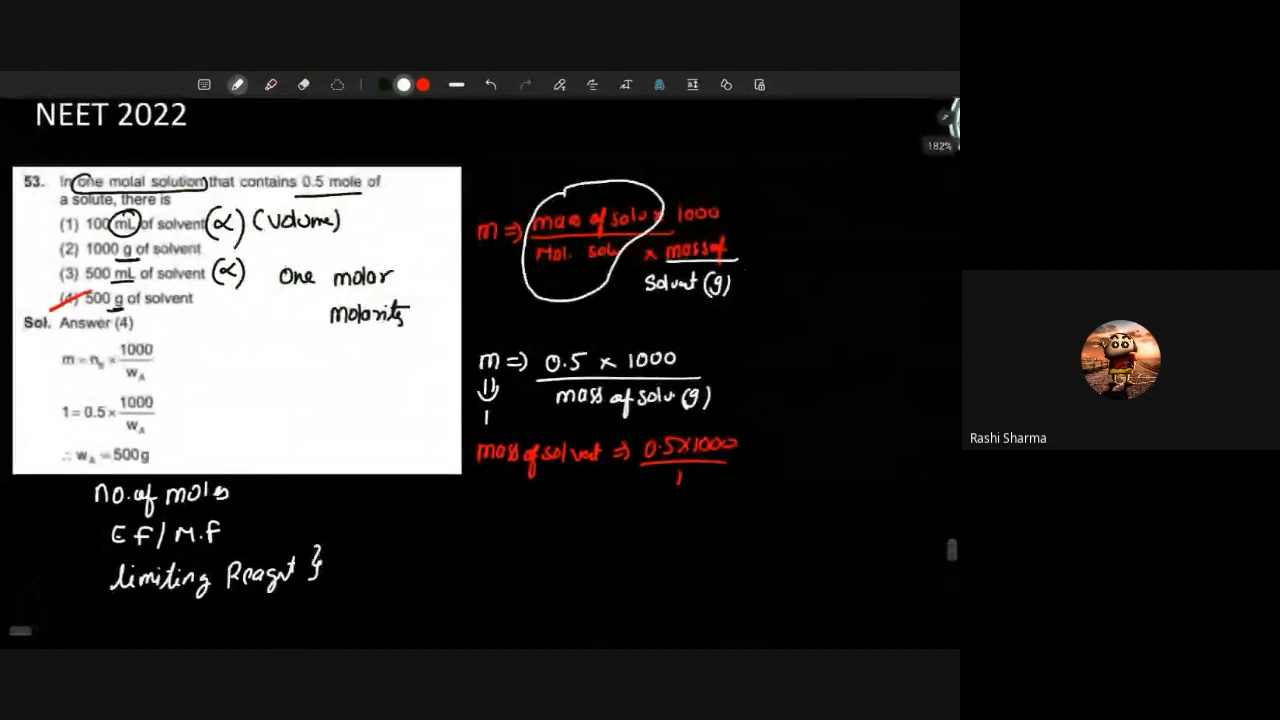 NEET 2022
182%
53. In one molal solution that contains 0.5 mole of
a solute, there is
(1) 100 mL of solvent (α) (volume)
(2) 1000 g of solvent
(3) 500 mL of solvent (α)
(4) 500 g of solvent
Sol. Answer (4)
m = n_B × 1000 / w_A
1 = 0.5 × 1000 / w_A
∴ w_A = 500 g
One molar
molarity
no. of moles
E F / M.F
limiting Reagt }
m ⇒ mass of solu × 1000
Mol. sol × mass of
solvent (g)
m ⇒ 0.5 × 1000
mass of solv (g)
1
mass of solvent ⇒ 0.5 × 1000
1
Rashi Sharma